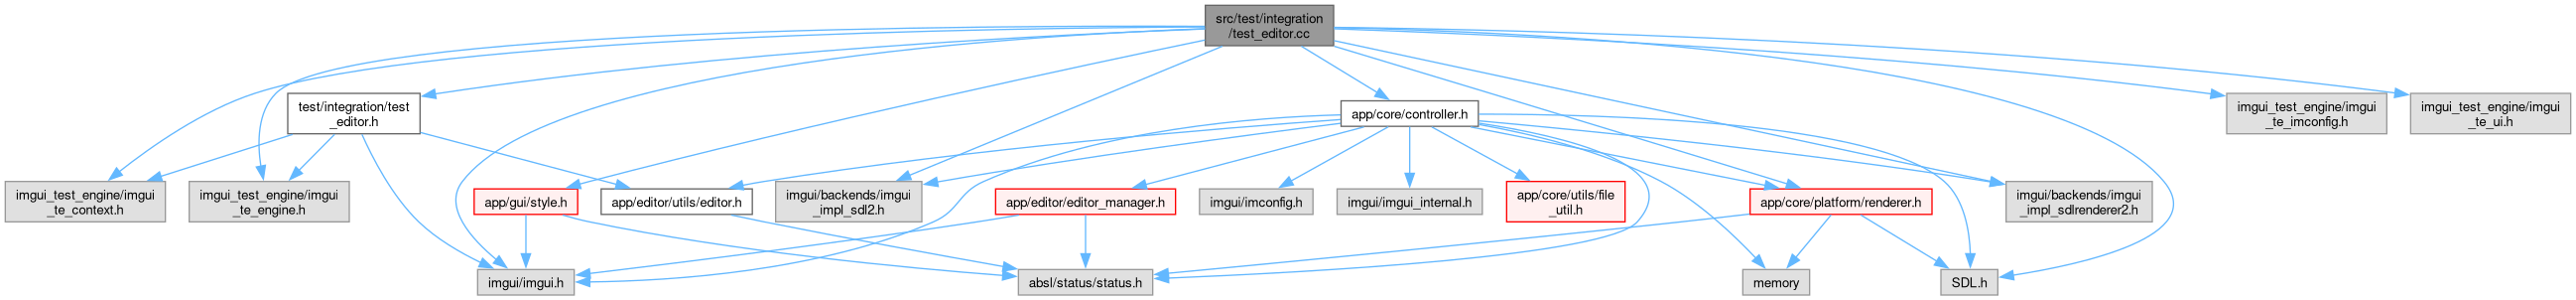 src/test/integration
/test_editor.cc
test/integration/test
_editor.h
app/core/controller.h
imgui_test_engine/imgui
_te_imconfig.h
imgui_test_engine/imgui
_te_ui.h
imgui_test_engine/imgui
_te_context.h
imgui_test_engine/imgui
_te_engine.h
app/gui/style.h
app/editor/utils/editor.h
imgui/backends/imgui
_impl_sdl2.h
app/editor/editor_manager.h
imgui/imconfig.h
imgui/imgui_internal.h
app/core/utils/file
_util.h
app/core/platform/renderer.h
imgui/backends/imgui
_impl_sdlrenderer2.h
imgui/imgui.h
absl/status/status.h
memory
SDL.h